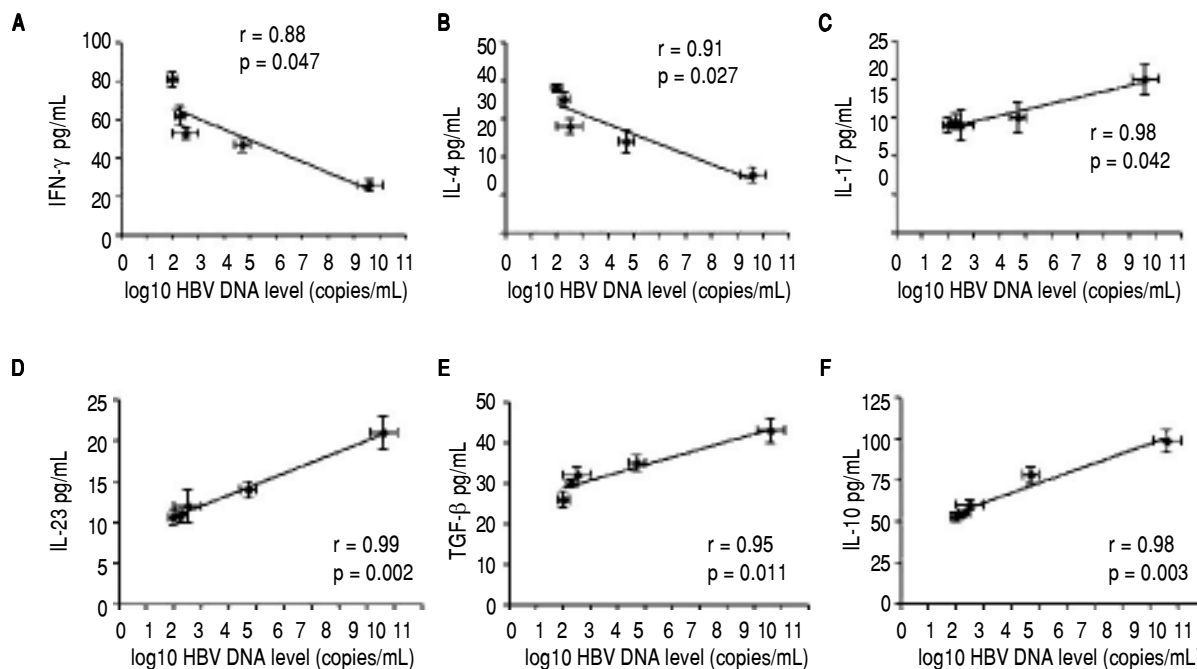 A
r = 0.88
p = 0.047
100
80
60
40
20
0
IFN-γ pg/mL
0 1 2 3 4 5 6 7 8 9 10 11
log10 HBV DNA level (copies/mL)
B
r = 0.91
p = 0.027
50
40
30
20
10
0
IL-4 pg/mL
0 1 2 3 4 5 6 7 8 9 10 11
log10 HBV DNA level (copies/mL)
C
25
20
15
10
5
0
IL-17 pg/mL
r = 0.98
p = 0.042
0 1 2 3 4 5 6 7 8 9 10 11
log10 HBV DNA level (copies/mL)
D
25
20
15
10
5
0
IL-23 pg/mL
r = 0.99
p = 0.002
0 1 2 3 4 5 6 7 8 9 10 11
log10 HBV DNA level (copies/mL)
E
50
40
30
20
10
0
TGF-β pg/mL
r = 0.95
p = 0.011
0 1 2 3 4 5 6 7 8 9 10 11
log10 HBV DNA level (copies/mL)
F
125
100
75
50
25
0
IL-10 pg/mL
r = 0.98
p = 0.003
0 1 2 3 4 5 6 7 8 9 10 11
log10 HBV DNA level (copies/mL)